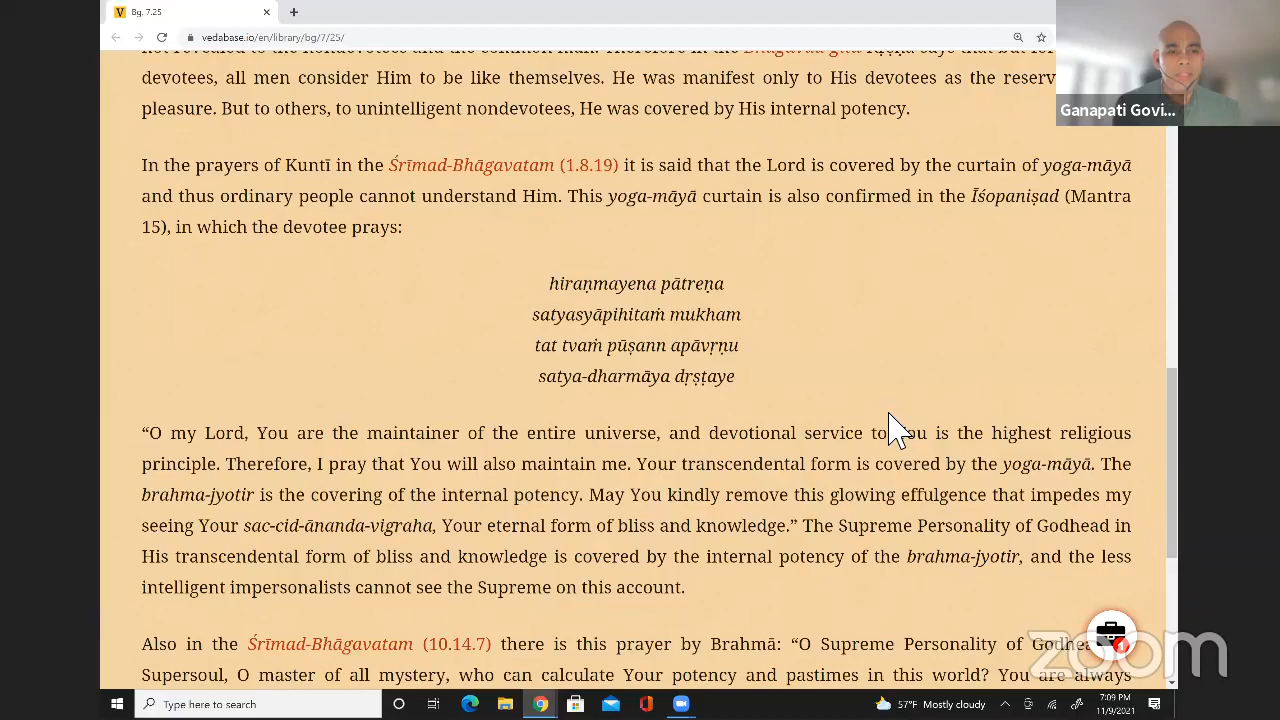 Bg. 7.25
vedabase.io/en/library/bg/7/25/
Ganapati Govi...
devotees, all men consider Him to be like themselves. He was manifest only to His devotees as the reserv
pleasure. But to others, to unintelligent nondevotees, He was covered by His internal potency.
In the prayers of Kuntī in the Śrīmad-Bhāgavatam (1.8.19) it is said that the Lord is covered by the curtain of yoga-māyā
and thus ordinary people cannot understand Him. This yoga-māyā curtain is also confirmed in the Īśopaniṣad (Mantra
15), in which the devotee prays:
hiraṇmayena pātreṇa
satyasyāpihitaṁ mukham
tat tvaṁ pūṣann apāvṛṇu
satya-dharmāya dṛṣṭaye
“O my Lord, You are the maintainer of the entire universe, and devotional service to You is the highest religious
principle. Therefore, I pray that You will also maintain me. Your transcendental form is covered by the yoga-māyā. The
brahma-jyotir is the covering of the internal potency. May You kindly remove this glowing effulgence that impedes my
seeing Your sac-cid-ānanda-vigraha, Your eternal form of bliss and knowledge.” The Supreme Personality of Godhead in
His transcendental form of bliss and knowledge is covered by the internal potency of the brahma-jyotir, and the less
intelligent impersonalists cannot see the Supreme on this account.
Also in the Śrīmad-Bhāgavatam (10.14.7) there is this prayer by Brahmā: “O Supreme Personality of Godhea
Supersoul, O master of all mystery, who can calculate Your potency and pastimes in this world? You are always
zoom
Type here to search
57°F Mostly cloudy
7:09 PM
11/9/2021